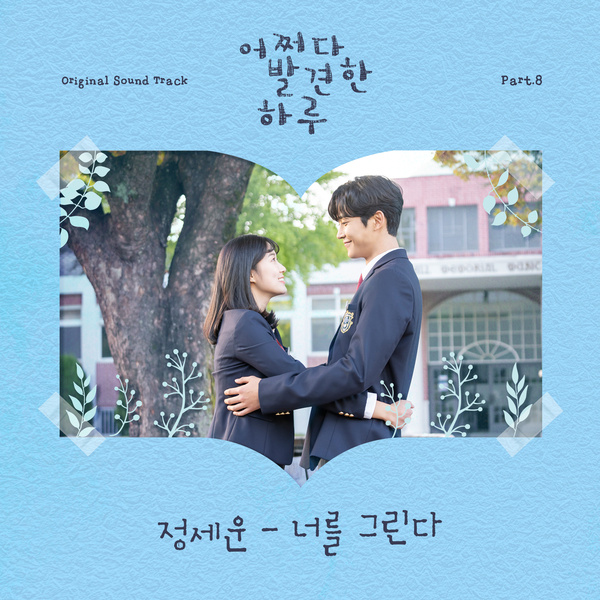 어쩌다
발견한
하루
Original Sound Track
Part.8
정세운 - 너를 그린다